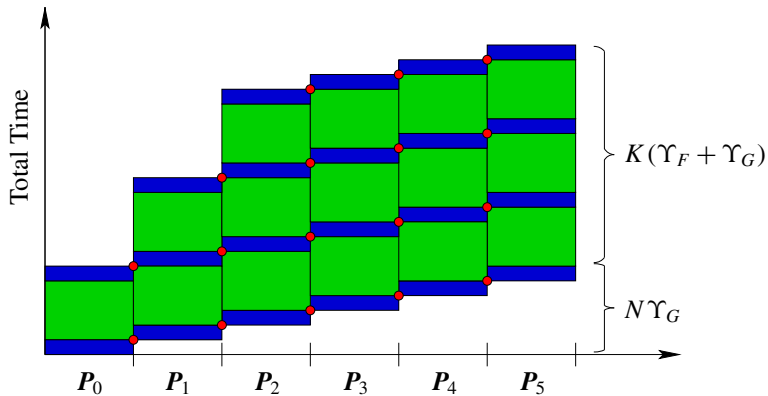 Total Time
K(ϒ_F + ϒ_G)
Nϒ_G
P_0 P_1 P_2 P_3 P_4 P_5